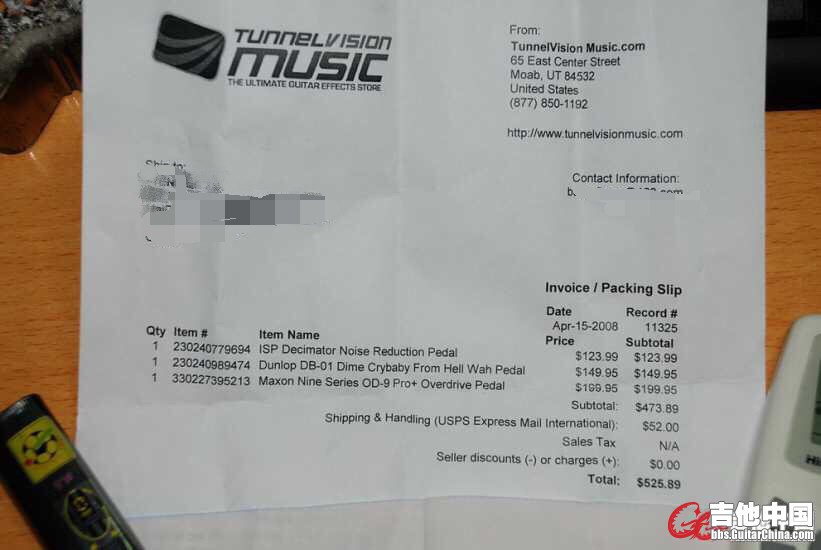 TUNNELVISION
MUSIC
THE ULTIMATE GUITAR EFFECTS STORE
From:
TunnelVision Music.com
65 East Center Street
Moab, UT 84532
United States
(877) 850-1192
http://www.tunnelvisionmusic.com
Ship to:
Contact Information:
Invoice / Packing Slip
Date Record #
Apr-15-2008 11325
Qty Item # Item Name Price Subtotal
1 230240779694 ISP Decimator Noise Reduction Pedal $123.99 $123.99
1 230240989474 Dunlop DB-01 Dime Crybaby From Hell Wah Pedal $149.95 $149.95
1 330227395213 Maxon Nine Series OD-9 Pro+ Overdrive Pedal $199.95 $199.95
Subtotal: $473.89
Shipping & Handling (USPS Express Mail International): $52.00
Sales Tax N/A
Seller discounts (-) or charges (+): $0.00
Total: $525.89
吉他中国
bbs.GuitarChina.com